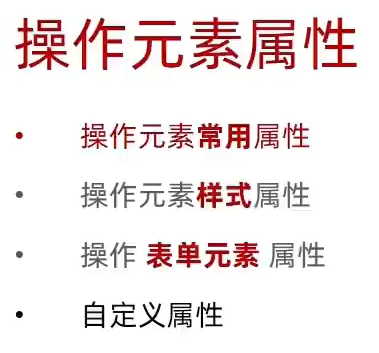 操作元素属性
• 操作元素常用属性
• 操作元素样式属性
• 操作 表单元素 属性
• 自定义属性